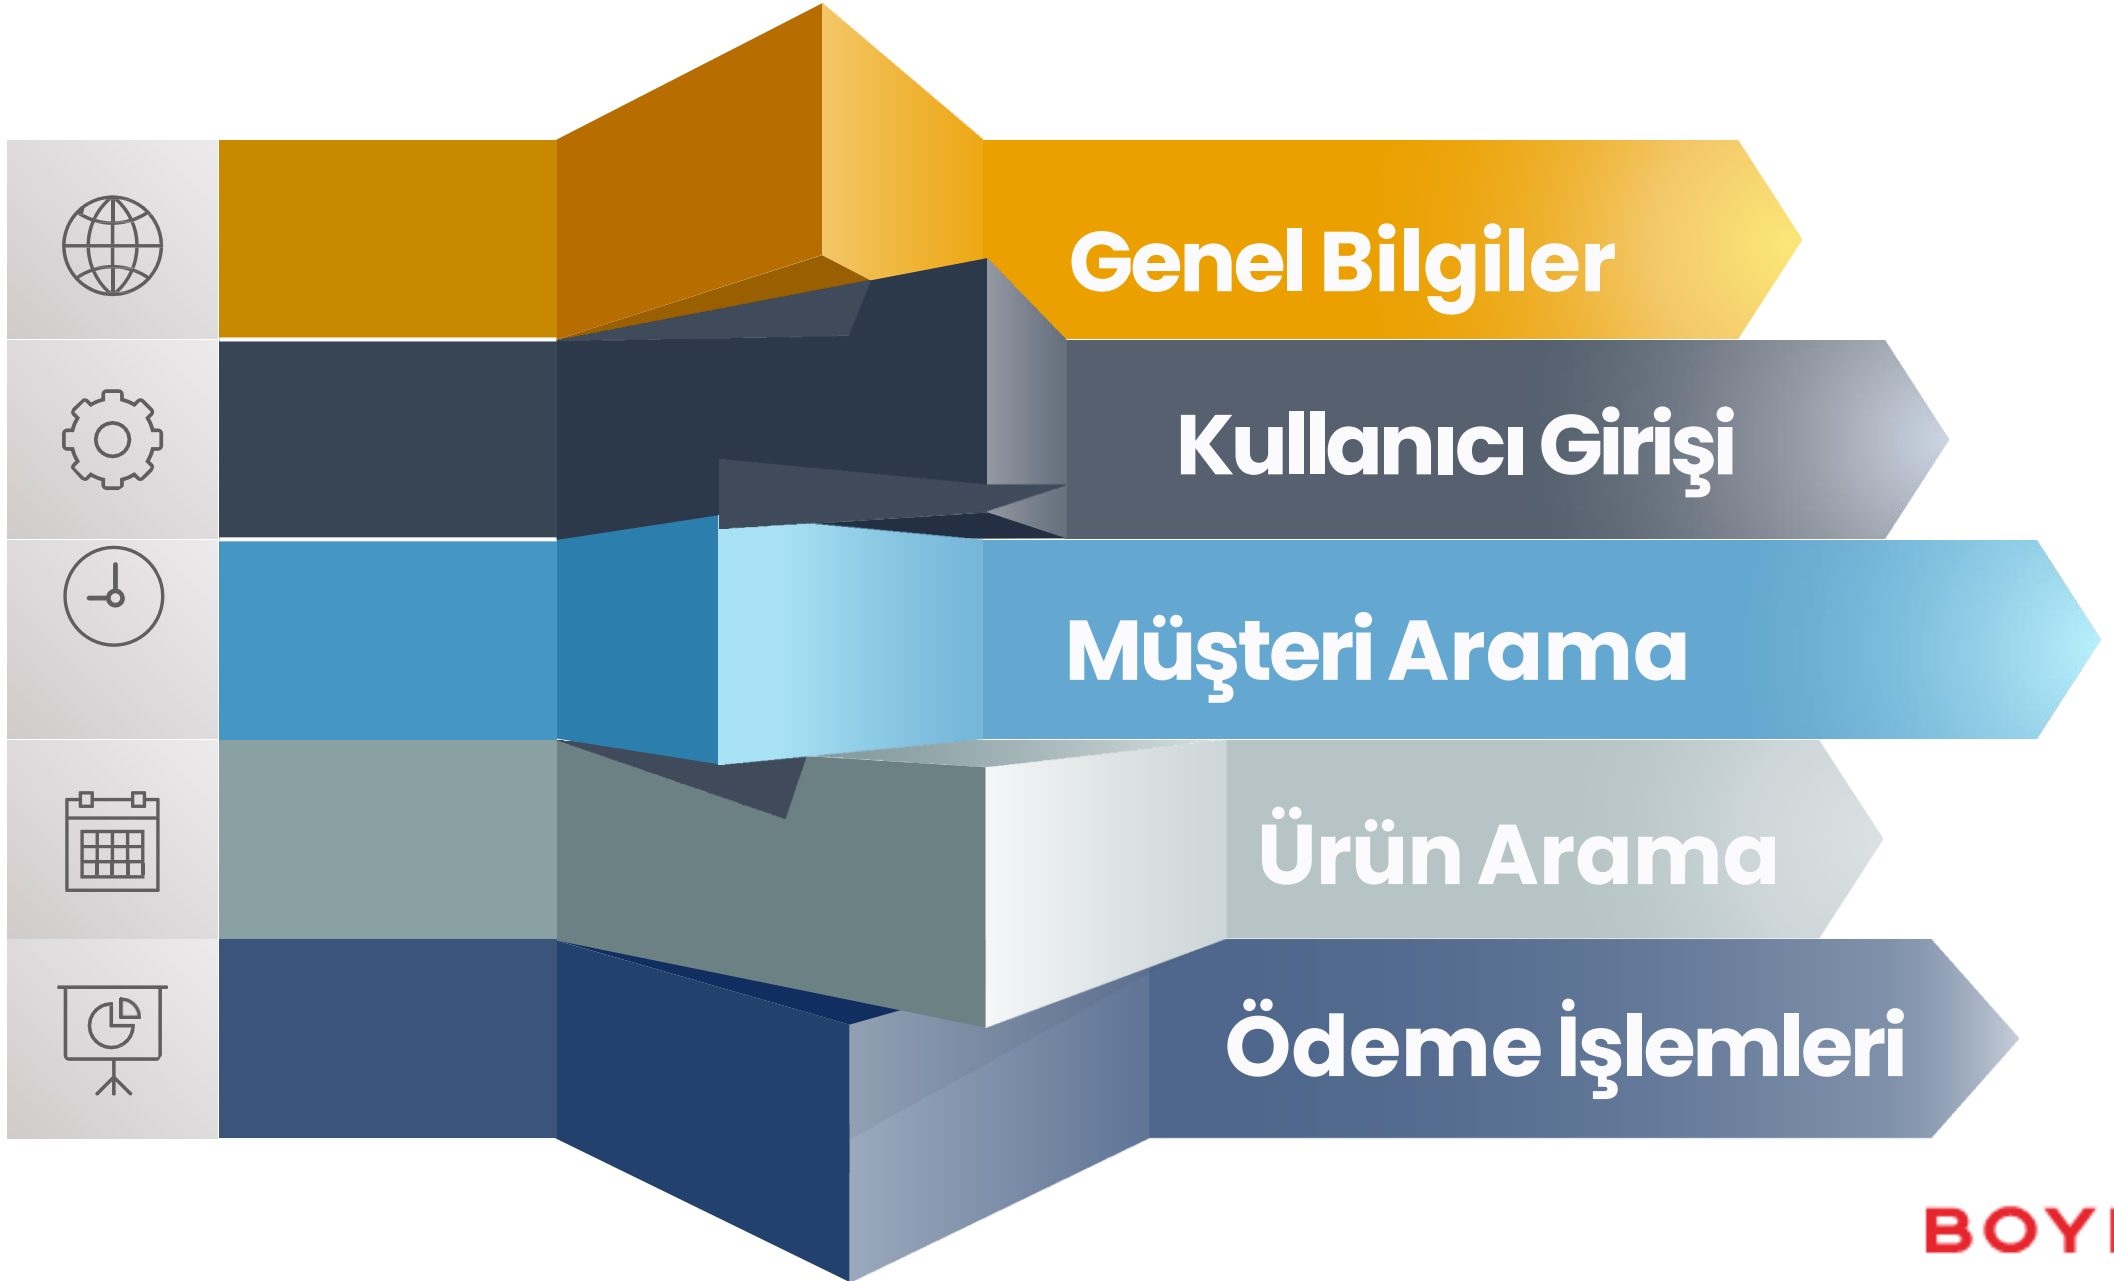 Genel Bilgiler
Kullanıcı Girişi
Müşteri Arama
Ürün Arama
Ödeme İşlemleri
BOY